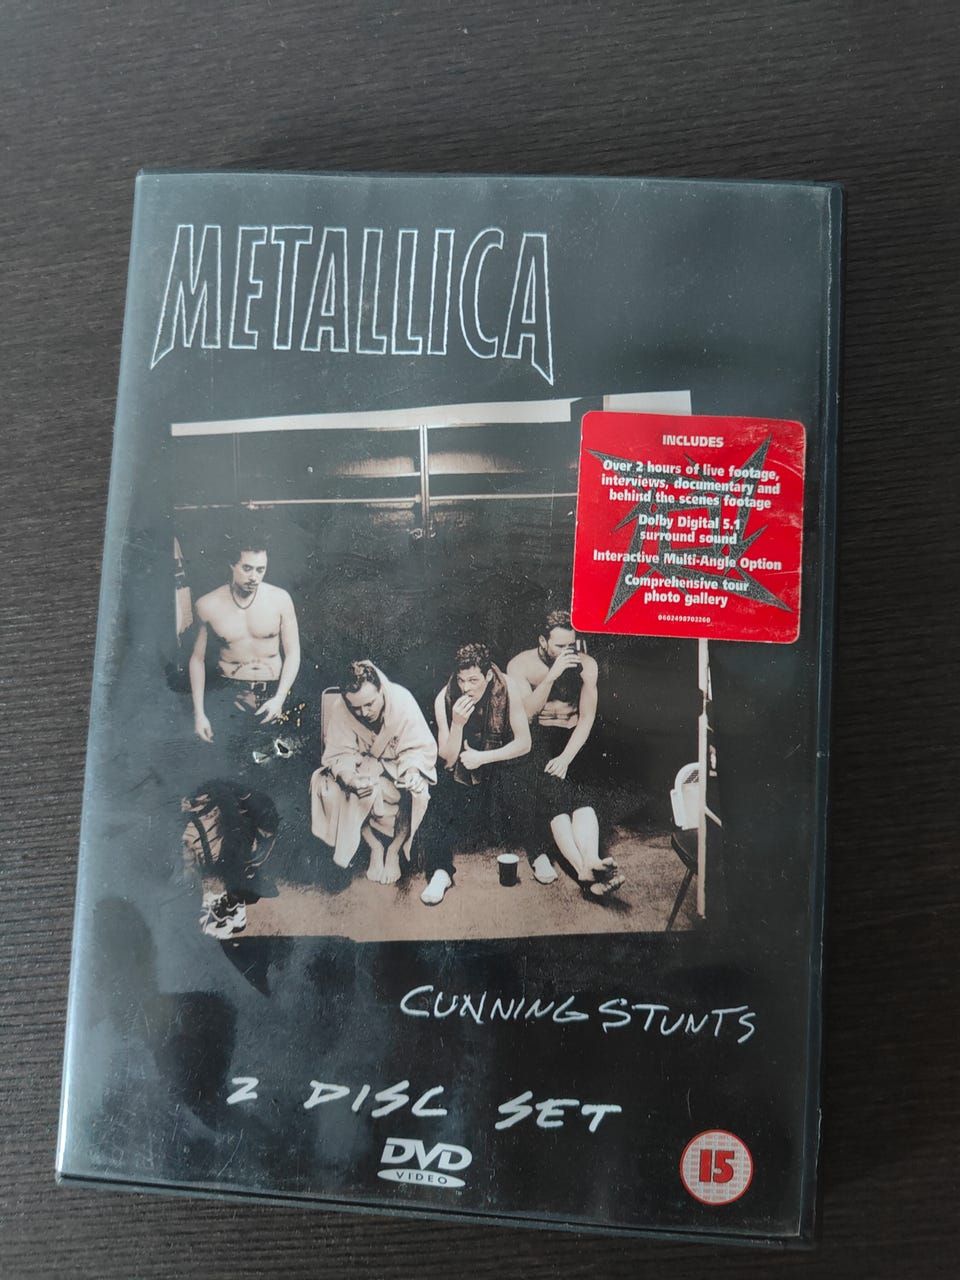 METALLICA
INCLUDES
Over 2 hours of live footage,
interviews, documentary and
behind the scenes footage
Dolby Digital 5.1
surround sound
Interactive Multi-Angle Option
Comprehensive tour
photo gallery
0602498703260
CUNNING STUNTS
2 DISC SET
DVD
VIDEO
15